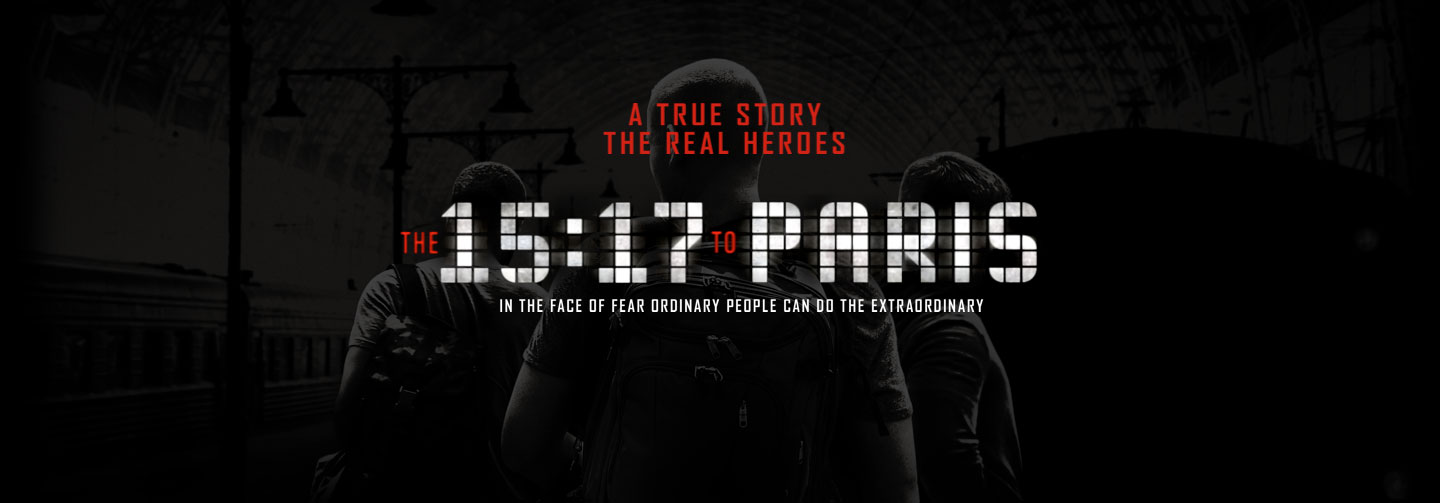 A TRUE STORY
THE REAL HEROES
THE 15:17 TO PARIS
IN THE FACE OF FEAR ORDINARY PEOPLE CAN DO THE EXTRAORDINARY